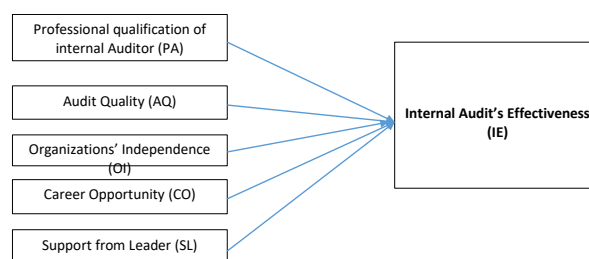 Professional qualification of
internal Auditor (PA)
Audit Quality (AQ)
Organizations’ Independence
(OI)
Career Opportunity (CO)
Support from Leader (SL)
Internal Audit’s Effectiveness
(IE)